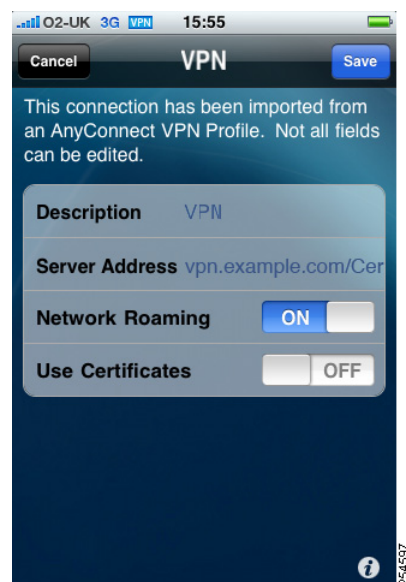 O2-UK 3G VPN 15:55
Cancel VPN Save
This connection has been imported from
an AnyConnect VPN Profile. Not all fields
can be edited.
Description VPN
Server Address vpn.example.com/Cer
Network Roaming ON
Use Certificates OFF
i
254597